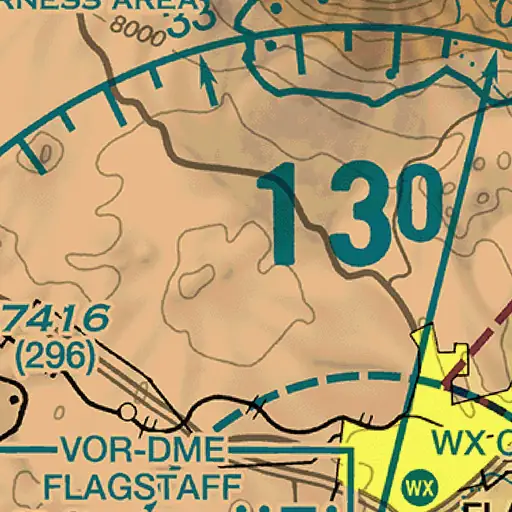 RNESS AREA
33
8000
130
7416
(296)
VOR-DME
FLAGSTAFF
WX-
WX